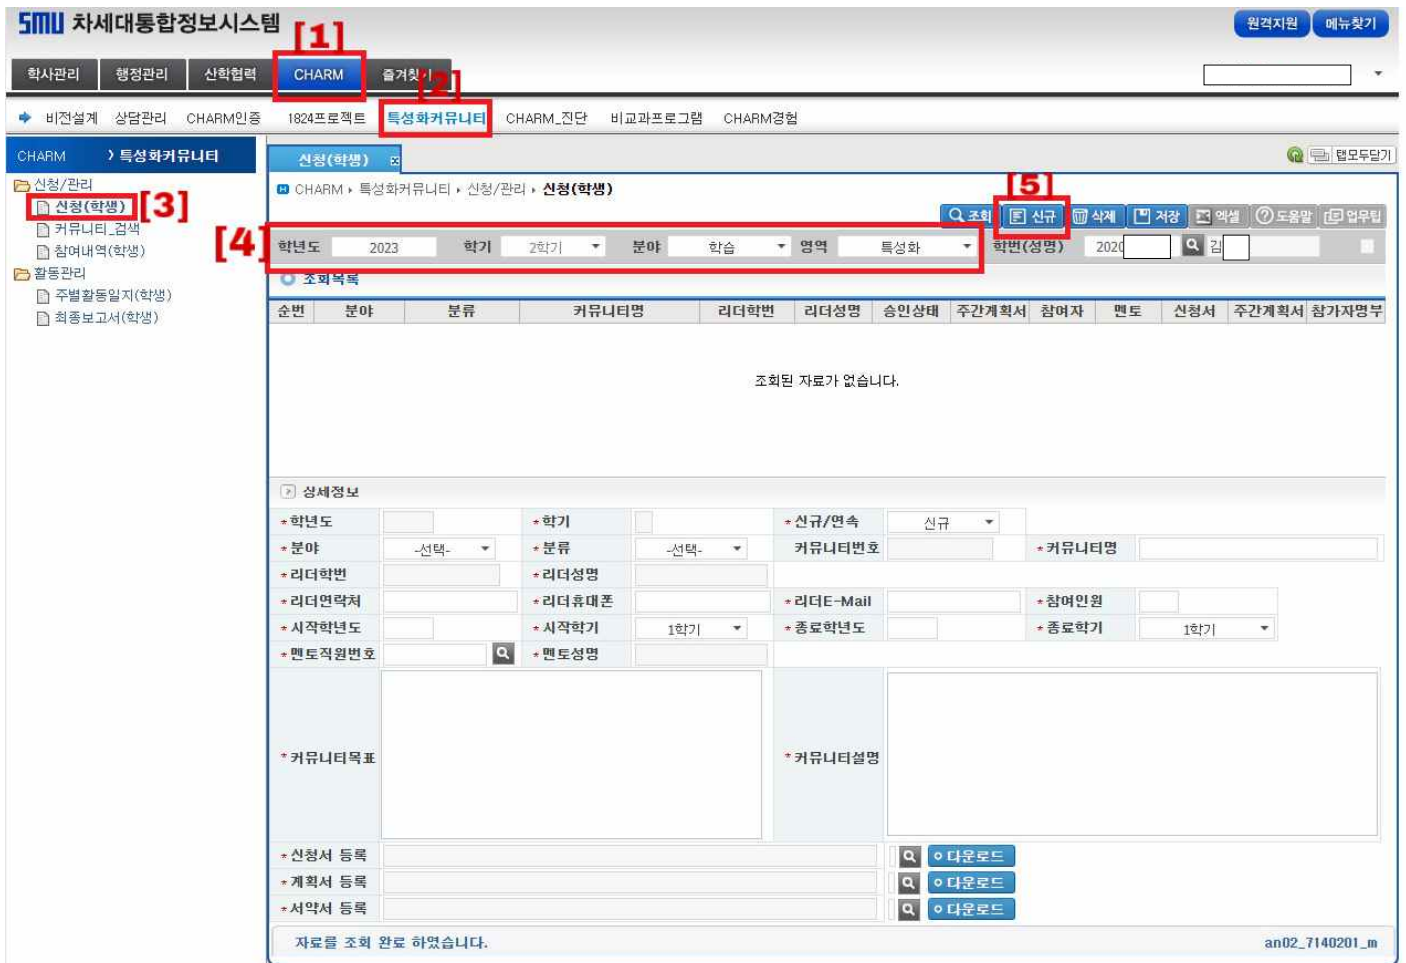 SMU 차세대통합정보시스템
[1]
원격지원 메뉴찾기
학사관리 행정관리 산학협력 CHARM 즐겨찾기
[2]
비전설계 상담관리 CHARM인증 1824프로젝트 특성화커뮤니티 CHARM_진단 비교과프로그램 CHARM경험
CHARM 특성화커뮤니티
신청(학생)
탭모두닫기
신청/관리
신청(학생)
[3]
커뮤니티_검색
참여내역(학생)
활동관리
주별활동일지(학생)
최종보고서(학생)
CHARM 특성화커뮤니티 신청/관리 신청(학생)
[5]
조회 신규 삭제 저장 엑셀 도움말 업무팁
[4]
학년도 2023 학기 2학기 분야 학습 영역 특성화 학번(성명) 2020 김
조회목록
순번 분야 분류 커뮤니티명 리더학번 리더성명 승인상태 주간계획서 참여자 멘토 신청서 주간계획서 참가자명부
조회된 자료가 없습니다.
상세정보
*학년도 *학기 *신규/연속 신규
*분야 -선택- *분류 -선택- 커뮤니티번호 *커뮤니티명
*리더학번 *리더성명
*리더연락처 *리더휴대폰 *리더E-Mail *참여인원
*시작학년도 *시작학기 1학기 *종료학년도 *종료학기 1학기
*멘토직원번호 *멘토성명
*커뮤니티목표 *커뮤니티설명
*신청서 등록 다운로드
*계획서 등록 다운로드
*서약서 등록 다운로드
자료를 조회 완료 하였습니다. an02_7140201_m